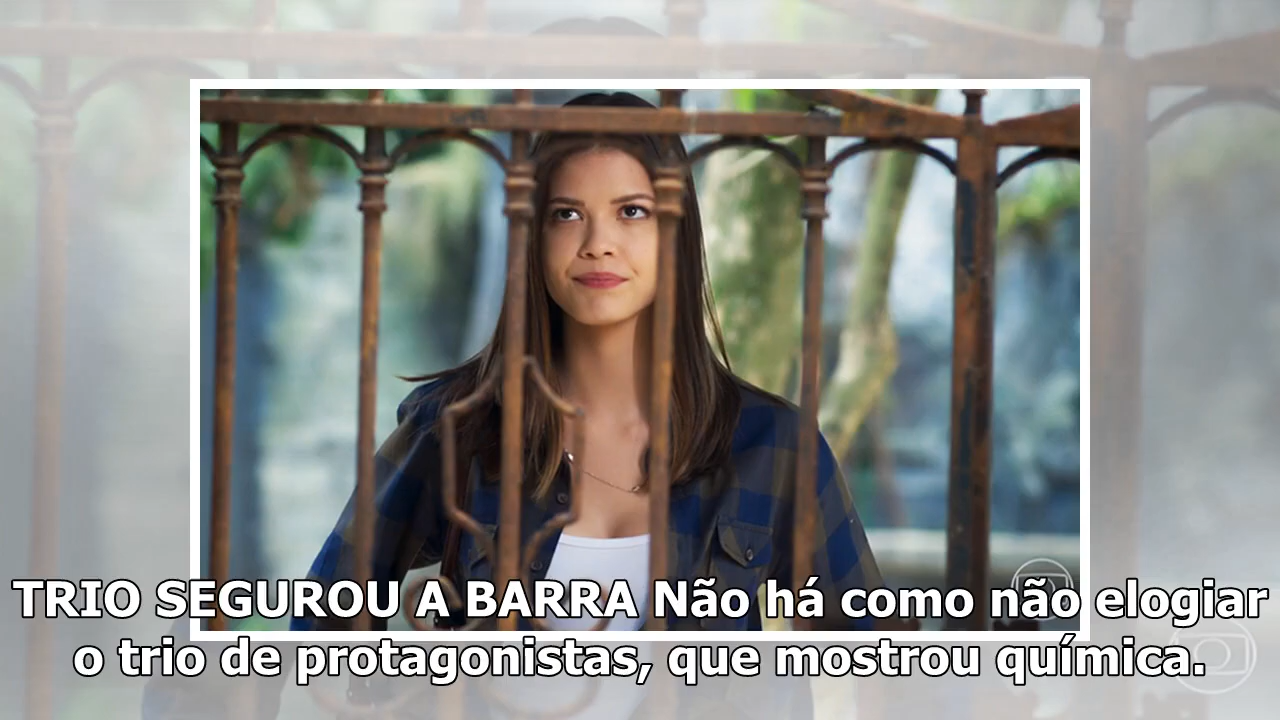 TRIO SEGUROU A BARRA Não há como não elogiar
o trio de protagonistas, que mostrou química.